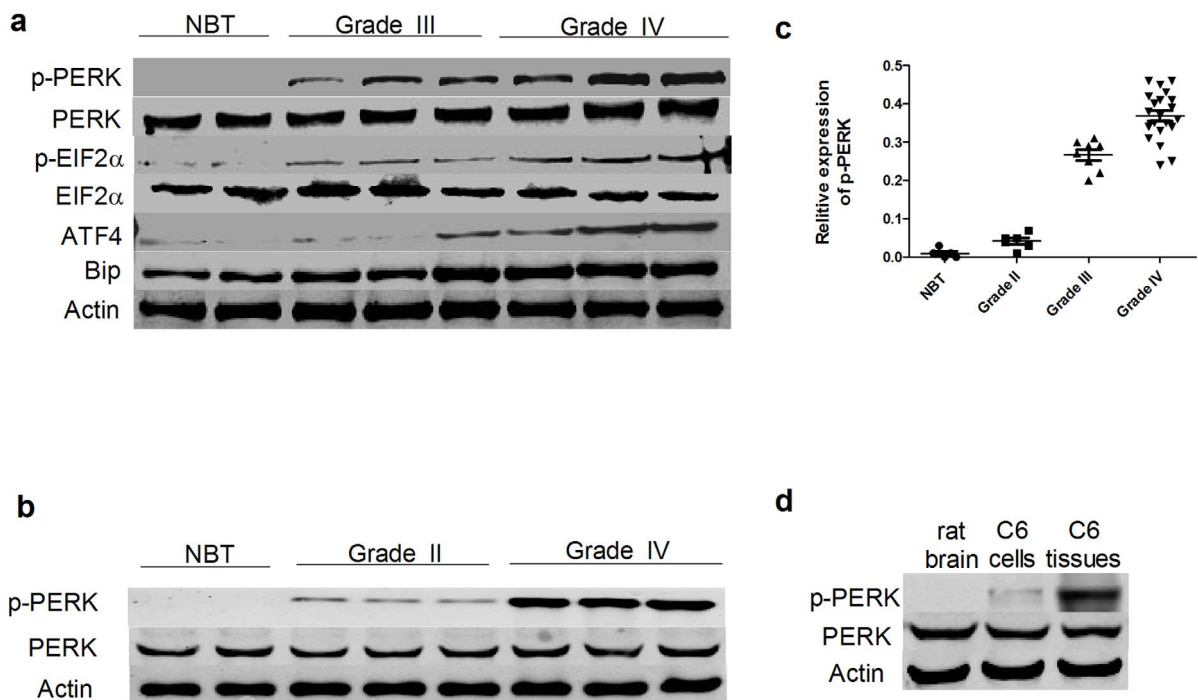 a
NBT Grade III Grade IV
p-PERK
PERK
p-EIF2α
EIF2α
ATF4
Bip
Actin
c
Relitive expression
of p-PERK
0.5
0.4
0.3
0.2
0.1
0.0
NBT
Grade II
Grade III
Grade IV
b
NBT Grade II Grade IV
p-PERK
PERK
Actin
d
rat C6 C6
brain cells tissues
p-PERK
PERK
Actin